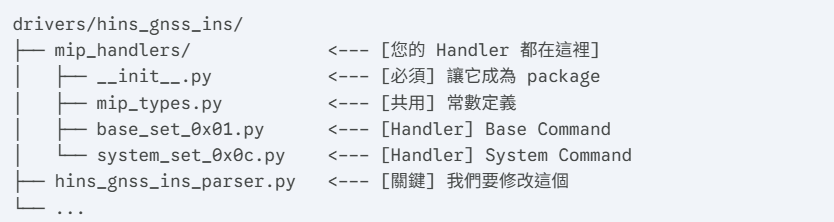 drivers/hins_gnss_ins/
├── mip_handlers/ <--- [您的 Handler 都在這裡]
│   ├── __init__.py <--- [必須] 讓它成為 package
│   ├── mip_types.py <--- [共用] 常數定義
│   ├── base_set_0x01.py <--- [Handler] Base Command
│   └── system_set_0x0c.py <--- [Handler] System Command
├── hins_gnss_ins_parser.py <--- [關鍵] 我們要修改這個
└── ...